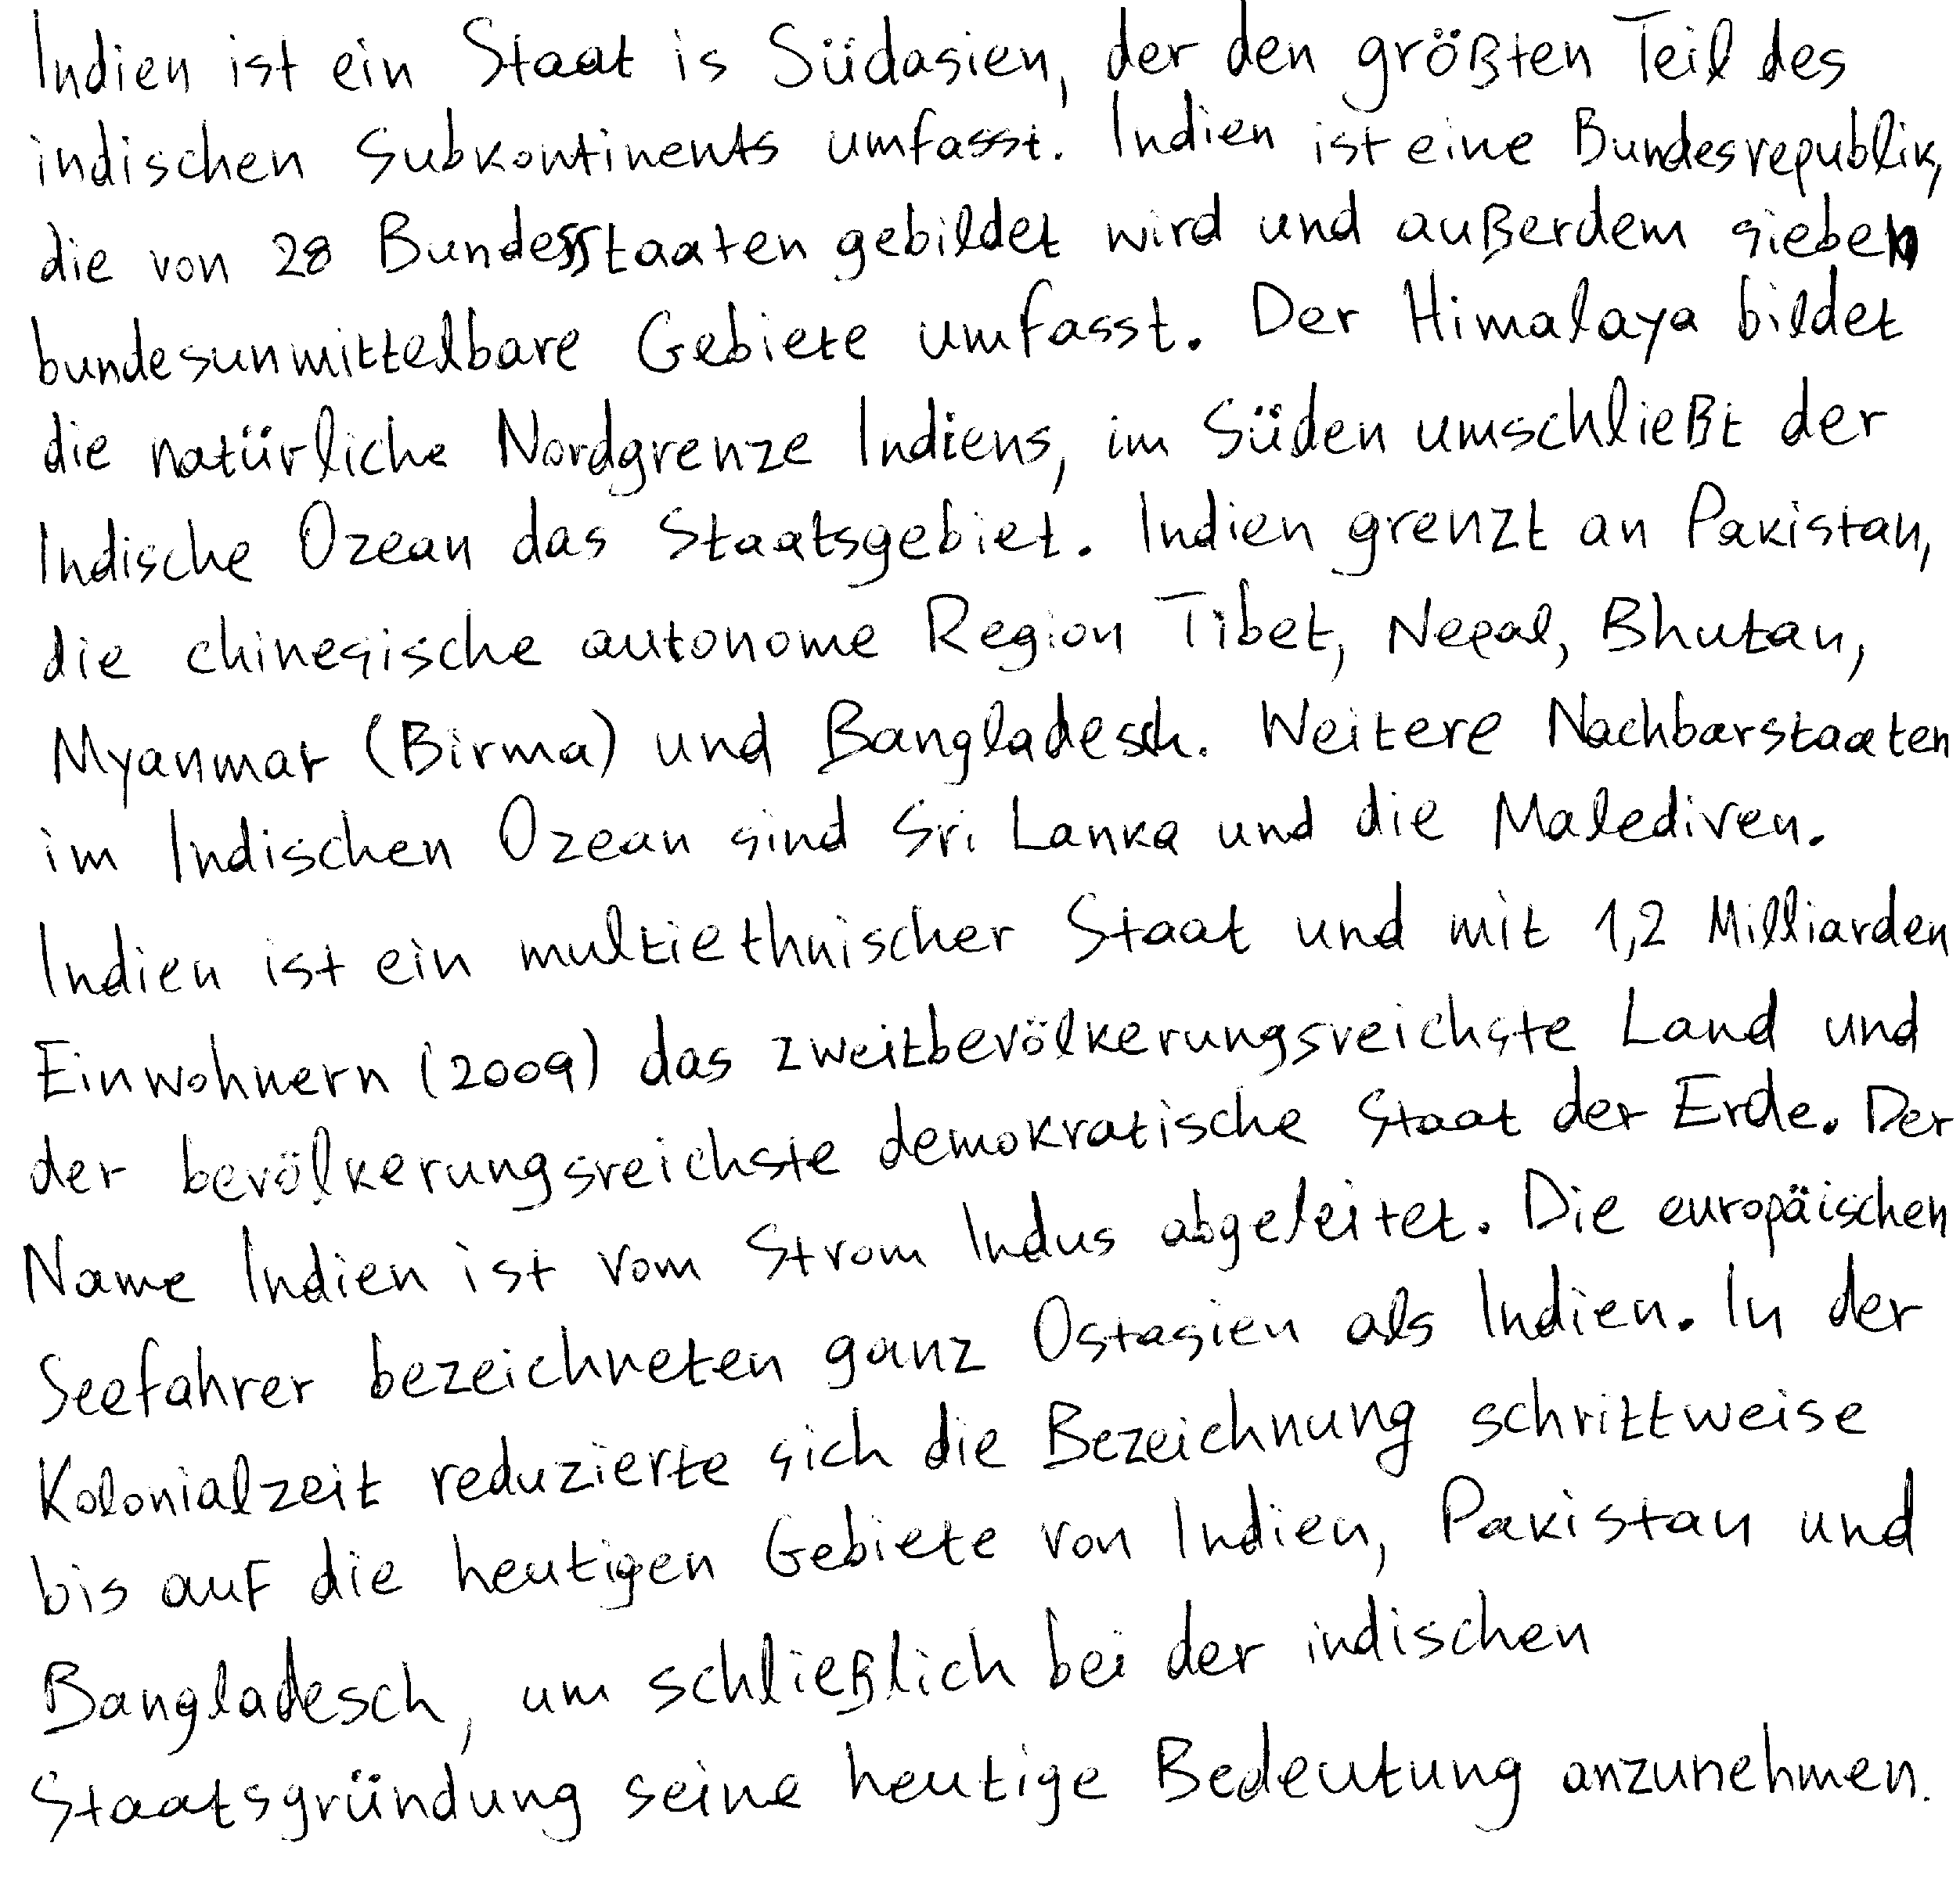 Indien ist ein Staat is Südasien, der den größten Teil des
indischen Subkontinents umfasst. Indien ist eine Bundesrepublik,
die von 28 Bundesstaaten gebildet wird und außerdem sieben
bundesunmittelbare Gebiete umfasst. Der Himalaya bildet
die natürliche Nordgrenze Indiens, im Süden umschließt der
Indische Ozean das Staatsgebiet. Indien grenzt an Pakistan,
die chinesische autonome Region Tibet, Nepal, Bhutan,
Myanmar (Birma) und Bangladesch. Weitere Nachbarstaaten
im Indischen Ozean sind Sri Lanka und die Malediven.
Indien ist ein multiethnischer Staat und mit 1,2 Milliarden
Einwohnern (2009) das zweitbevölkerungsreichste Land und
der bevölkerungsreichste demokratische Staat der Erde. Der
Name Indien ist vom Strom Indus abgeleitet. Die europäischen
Seefahrer bezeichneten ganz Ostasien als Indien. In der
Kolonialzeit reduzierte sich die Bezeichnung schrittweise
bis auf die heutigen Gebiete von Indien, Pakistan und
Bangladesch, um schließlich bei der indischen
Staatsgründung seine heutige Bedeutung anzunehmen.